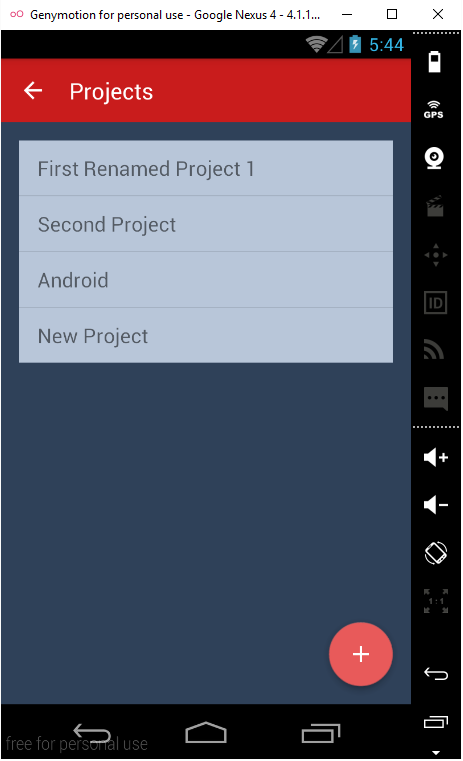 Genymotion for personal use - Google Nexus 4 - 4.1.1...
5:44
GPS
Projects
First Renamed Project 1
Second Project
Android
ID
New Project
1:1
free for personal use